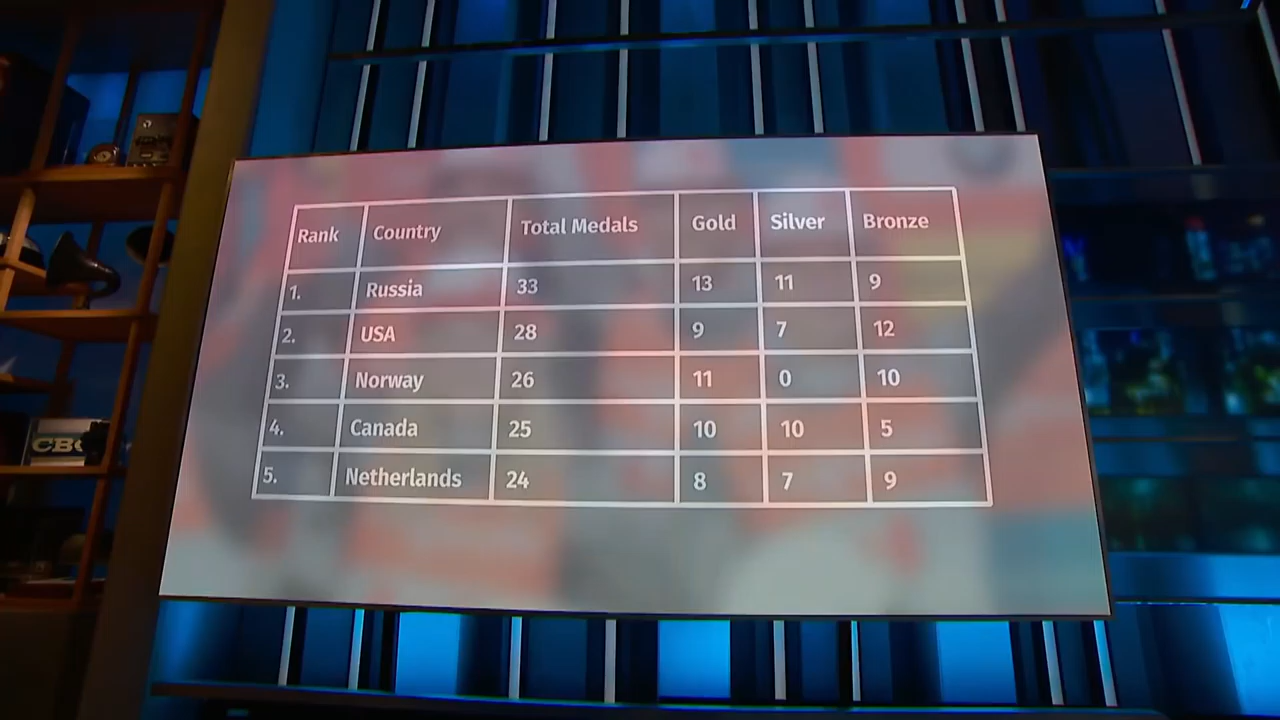 Rank Country Total Medals Gold Silver Bronze
1. Russia 33 13 11 9
2. USA 28 9 7 12
3. Norway 26 11 0 10
4. Canada 25 10 10 5
5. Netherlands 24 8 7 9
CBC